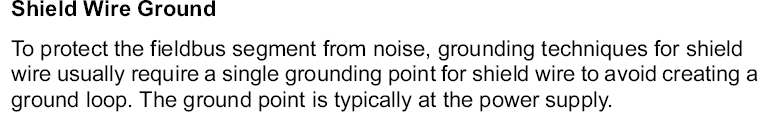 Shield Wire Ground
To protect the fieldbus segment from noise, grounding techniques for shield
wire usually require a single grounding point for shield wire to avoid creating a
ground loop. The ground point is typically at the power supply.